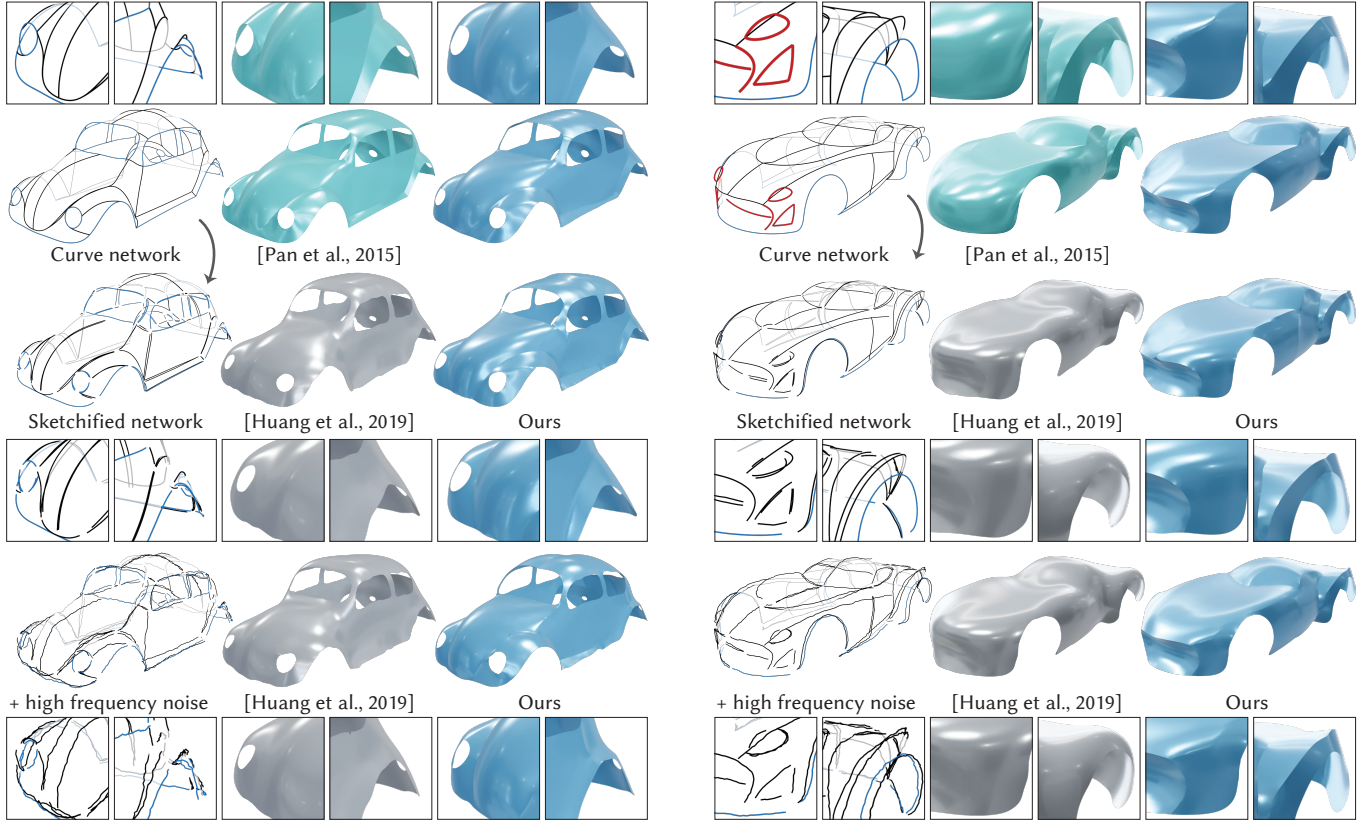 Curve network
[Pan et al., 2015]
Curve network
[Pan et al., 2015]
Sketchified network
[Huang et al., 2019]
Ours
Sketchified network
[Huang et al., 2019]
Ours
+ high frequency noise
[Huang et al., 2019]
Ours
+ high frequency noise
[Huang et al., 2019]
Ours